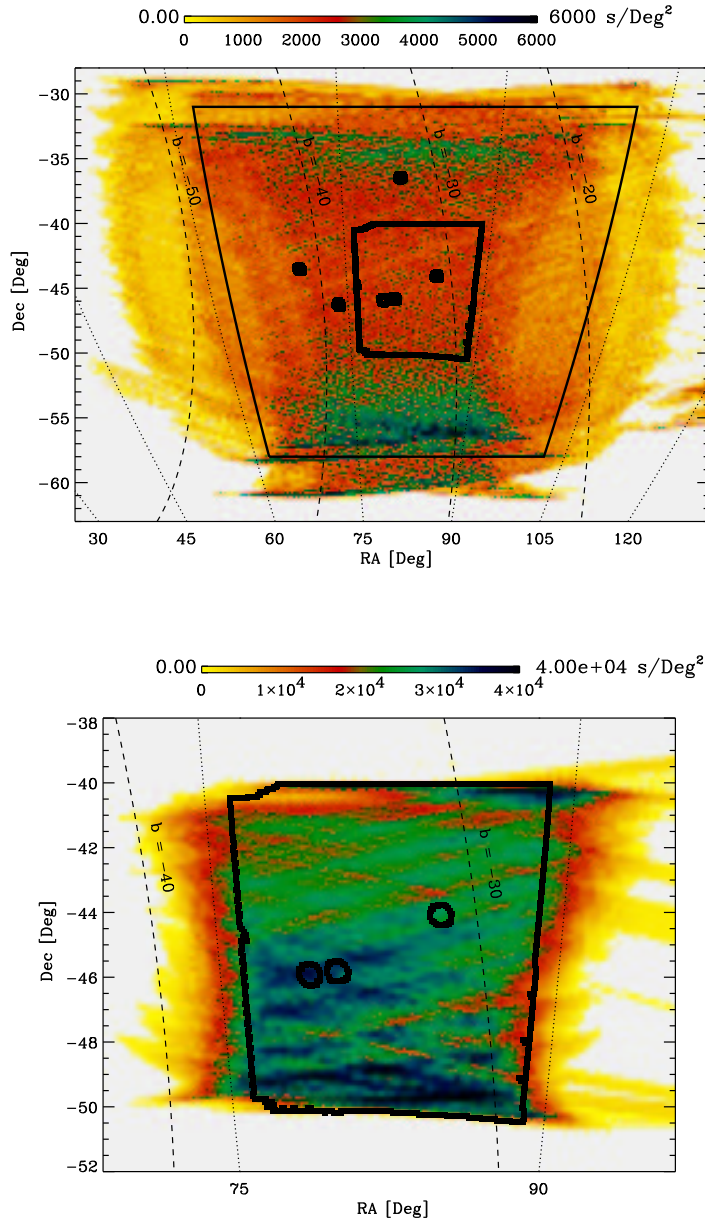 0.00 6000 s/Deg²
0 1000 2000 3000 4000 5000 6000
-30
-35
-40
-45
-50
-55
-60
Dec [Deg]
b = -50
b = -40
b = -30
b = -20
30 45 60 75 90 105 120
RA [Deg]
0.00 4.00e+04 s/Deg²
0 1×10⁴ 2×10⁴ 3×10⁴ 4×10⁴
-38
-40
-42
-44
-46
-48
-50
-52
Dec [Deg]
b = -40
b = -30
75 90
RA [Deg]